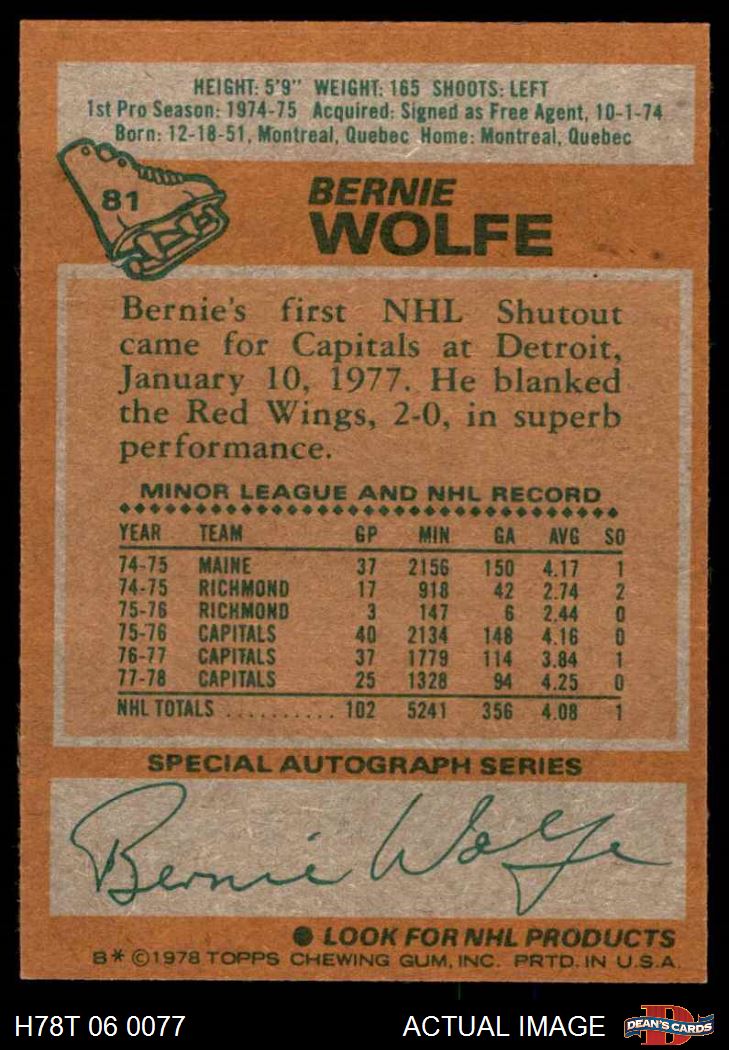 HEIGHT: 5'9" WEIGHT: 165 SHOOTS: LEFT
1st Pro Season: 1974-75 Acquired: Signed as Free Agent, 10-1-74
Born: 12-18-51, Montreal, Quebec Home: Montreal, Quebec
81
BERNIE
WOLFE
Bernie's first NHL Shutout
came for Capitals at Detroit,
January 10, 1977. He blanked
the Red Wings, 2-0, in superb
performance.
MINOR LEAGUE AND NHL RECORD
YEAR TEAM GP MIN GA AVG SO
74-75 MAINE 37 2156 150 4.17 1
74-75 RICHMOND 17 918 42 2.74 2
75-76 RICHMOND 3 147 6 2.44 0
75-76 CAPITALS 40 2134 148 4.16 0
76-77 CAPITALS 37 1779 114 3.84 1
77-78 CAPITALS 25 1328 94 4.25 0
NHL TOTALS .......... 102 5241 356 4.08 1
SPECIAL AUTOGRAPH SERIES
Bernie Wolfe
● LOOK FOR NHL PRODUCTS
B* ©1978 TOPPS CHEWING GUM, INC. PRTD. IN U.S.A.
H78T 06 0077 ACTUAL IMAGE DEAN'S CARDS